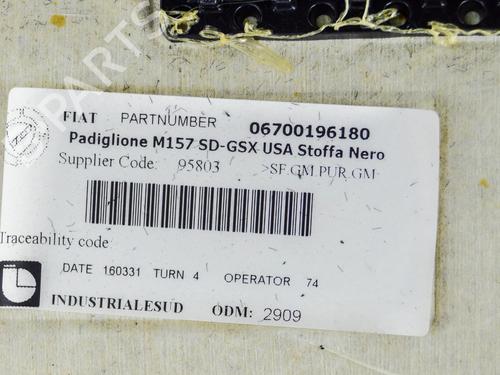 FIAT PARTNUMBER 06700196180
Padiglione M157 SD-GSX USA Stoffa Nero
Supplier Code: 95803 >SF.GM.PUR.GM
Traceability code
DATE 160331 TURN 4 OPERATOR 74
INDUSTRIALESUD ODM: 2909